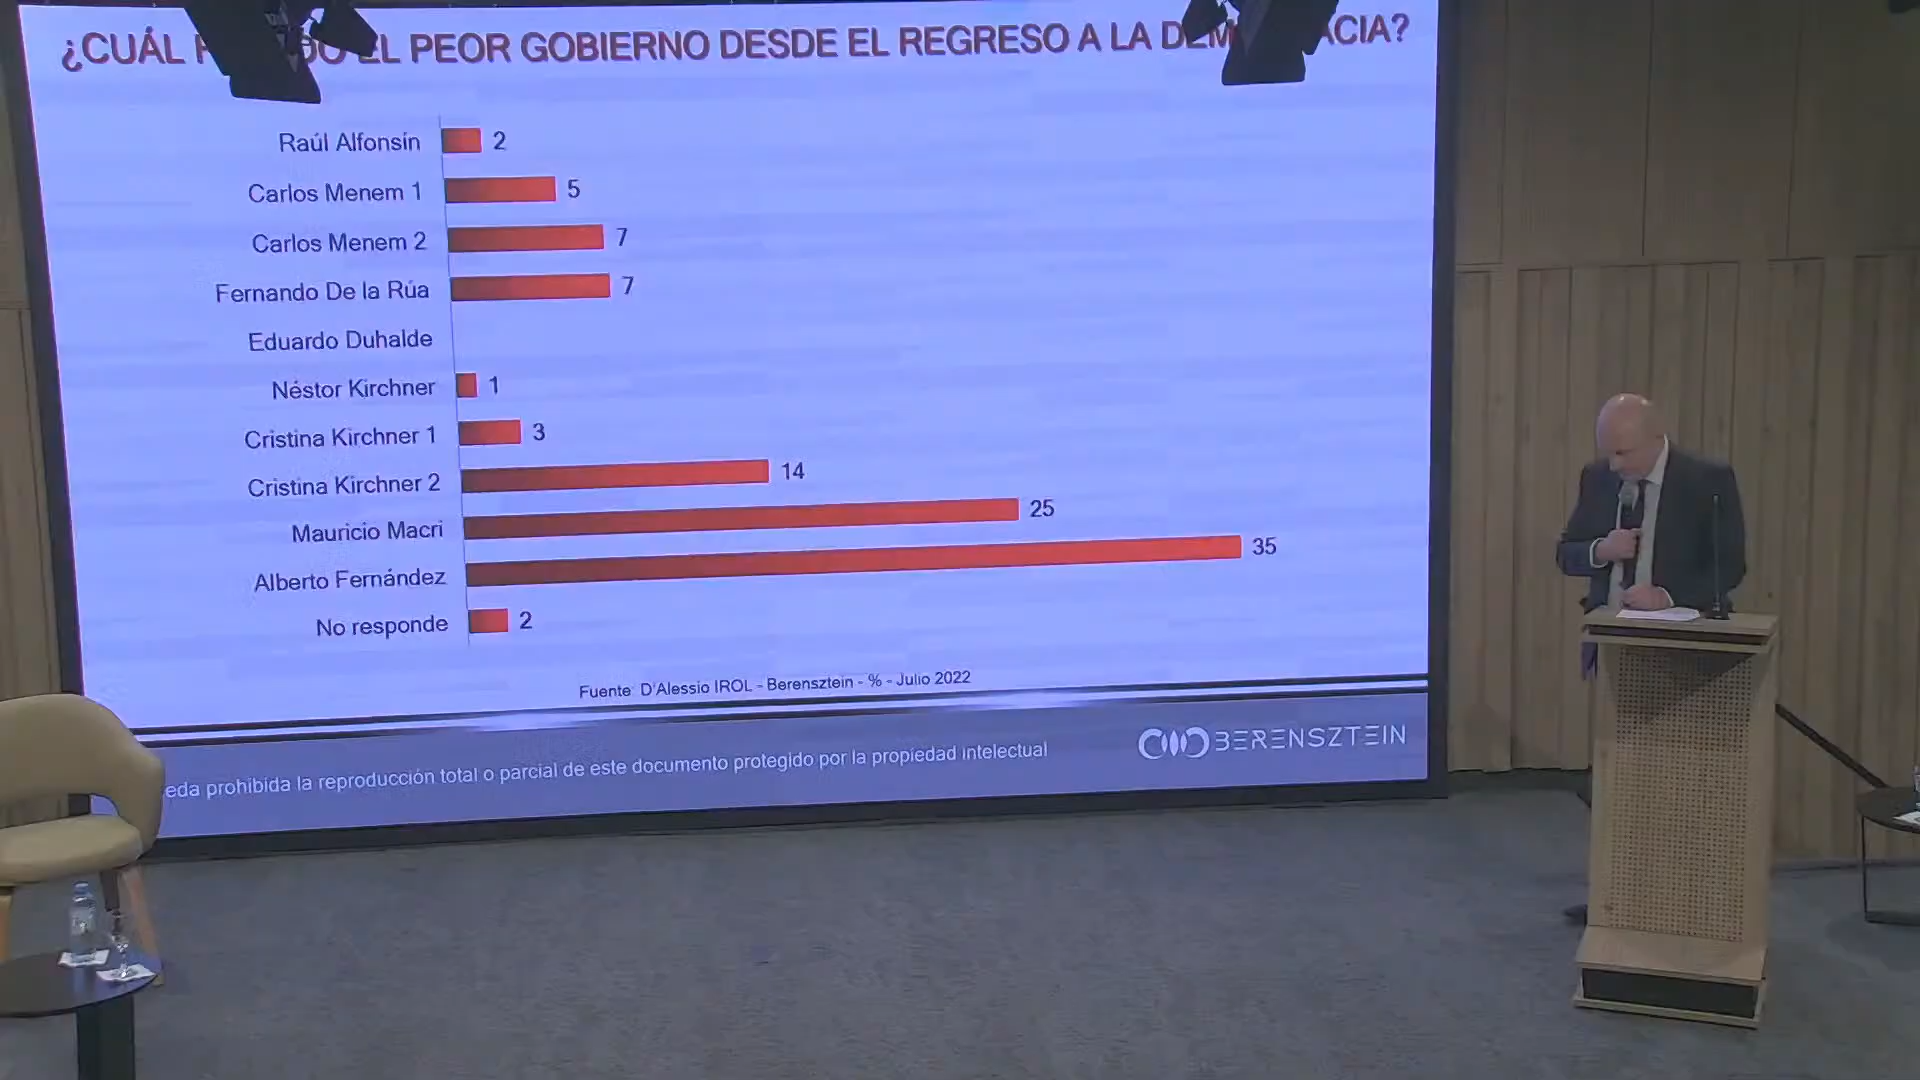 ¿CUÁL EL PEOR GOBIERNO DESDE EL REGRESO A LA
Raúl Alfonsín 2
Carlos Menem 1 5
Carlos Menem 2 7
Fernando De la Rúa 7
Eduardo Duhalde
Néstor Kirchner 1
Cristina Kirchner 1 3
Cristina Kirchner 2 14
Mauricio Macri 25
Alberto Fernández 35
No responde 2
Fuente: D'Alessio IROL - Berensztein - % - Julio 2022
prohibida la reproducción total o parcial de este documento protegido por la propiedad intelectual
BERENSZTEIN